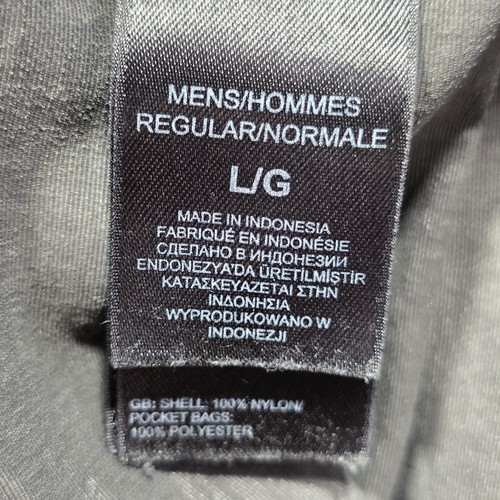 MENS/HOMMES
REGULAR/NORMALE
L/G
MADE IN INDONESIA
FABRIQUÉ EN INDONÉSIE
СДЕЛАНО В ИНДОНЕЗИИ
ENDONEZYA'DA ÜRETİLMİSTİR
ΚΑΤΑΣΚΕΥΑΖΕΤΑΙ ΣΤΗΝ
ΙΝΔΟΝΗΣΙΑ
WYPRODUKOWANO W
INDONEZJI
GB: SHELL: 100% NYLON/
POCKET BAGS:
100% POLYESTER